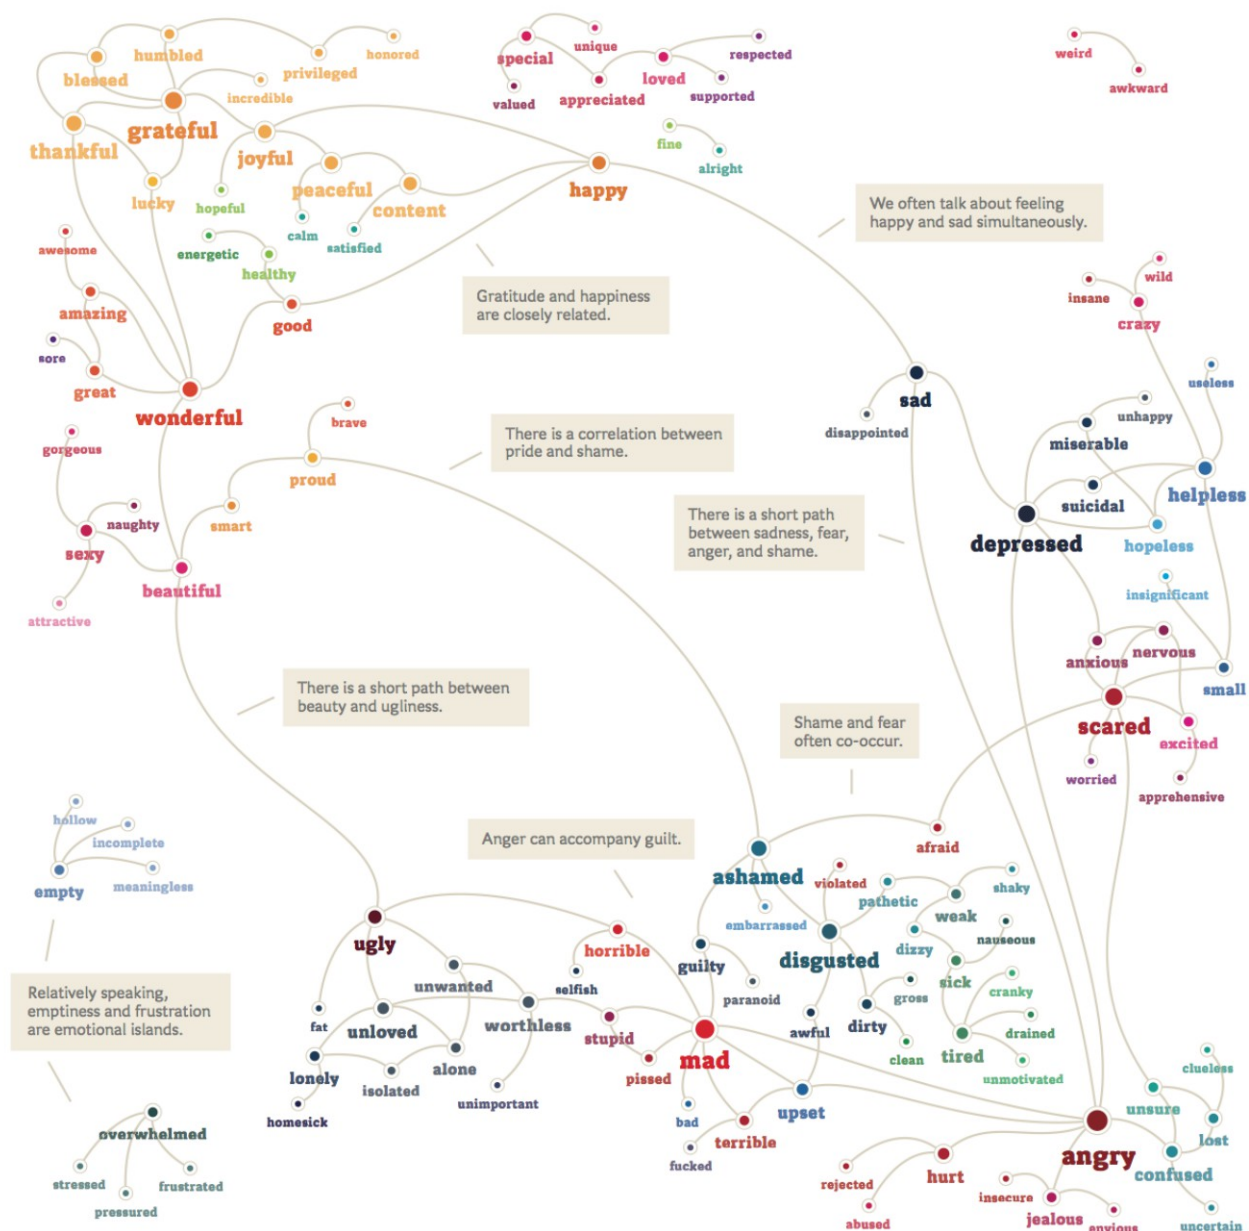 humbled
honored
blessed
privileged
incredible
grateful
thankful
joyful
lucky
peaceful
hopeful
content
calm
satisfied
energetic
healthy
awesome
amazing
good
sore
great
wonderful
special
unique
respected
loved
valued
appreciated
supported
fine
alright
happy
weird
awkward
We often talk about feeling
happy and sad simultaneously.
Gratitude and happiness
are closely related.
wild
insane
crazy
useless
sad
disappointed
unhappy
miserable
helpless
suicidal
depressed
hopeless
insignificant
brave
proud
There is a correlation between
pride and shame.
gorgeous
naughty
smart
sexy
beautiful
attractive
There is a short path
between sadness, fear,
anger, and shame.
nervous
anxious
small
scared
excited
worried
apprehensive
There is a short path between
beauty and ugliness.
Shame and fear
often co-occur.
hollow
incomplete
empty
meaningless
Anger can accompany guilt.
afraid
ashamed
violated
pathetic
shaky
weak
embarrassed
nauseous
dizzy
ugly
horrible
guilty
disgusted
sick
cranky
selfish
paranoid
gross
unwanted
Relatively speaking,
emptiness and frustration
are emotional islands.
fat
unloved
worthless
stupid
awful
dirty
drained
clean
tired
mad
pissed
lonely
alone
isolated
unmotivated
clueless
homesick
unimportant
bad
upset
unsure
overwhelmed
terrible
lost
fucked
angry
confused
hurt
stressed
frustrated
pressured
rejected
insecure
jealous
abused
envious
uncertain